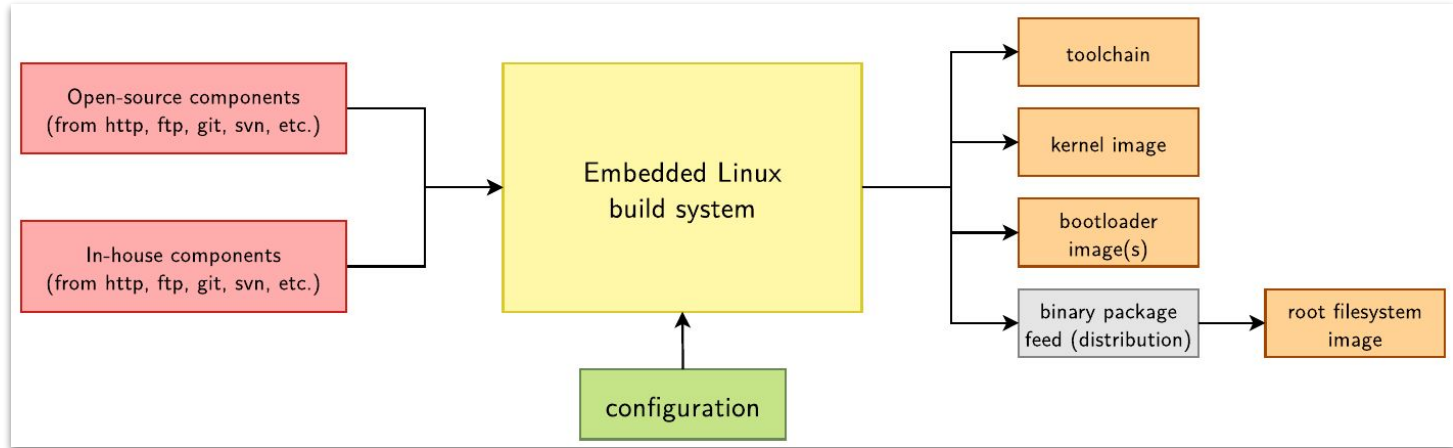 Open-source components
(from http, ftp, git, svn, etc.)
In-house components
(from http, ftp, git, svn, etc.)
Embedded Linux
build system
configuration
toolchain
kernel image
bootloader
image(s)
binary package
feed (distribution)
root filesystem
image